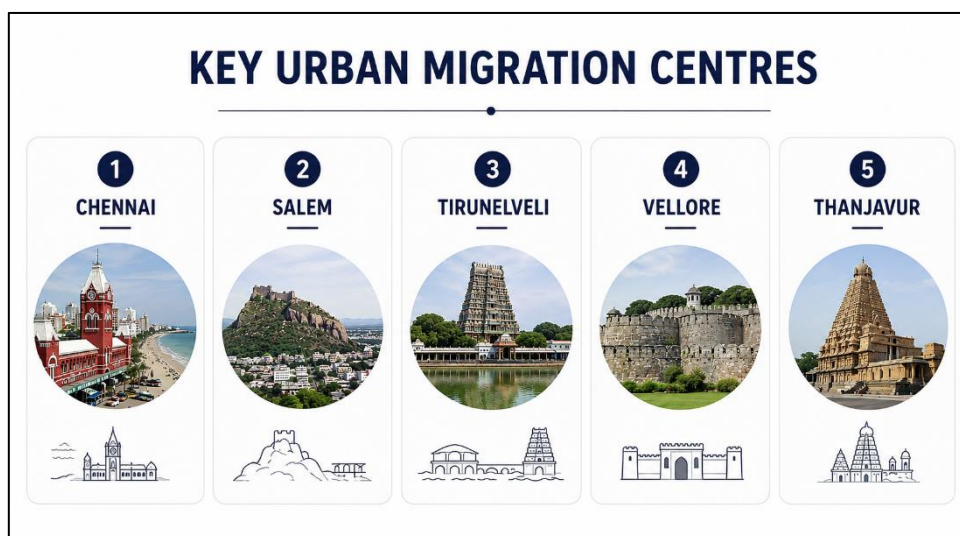 KEY URBAN MIGRATION CENTRES
1
CHENNAI
2
SALEM
3
TIRUNELVELI
4
VELLORE
5
THANJAVUR